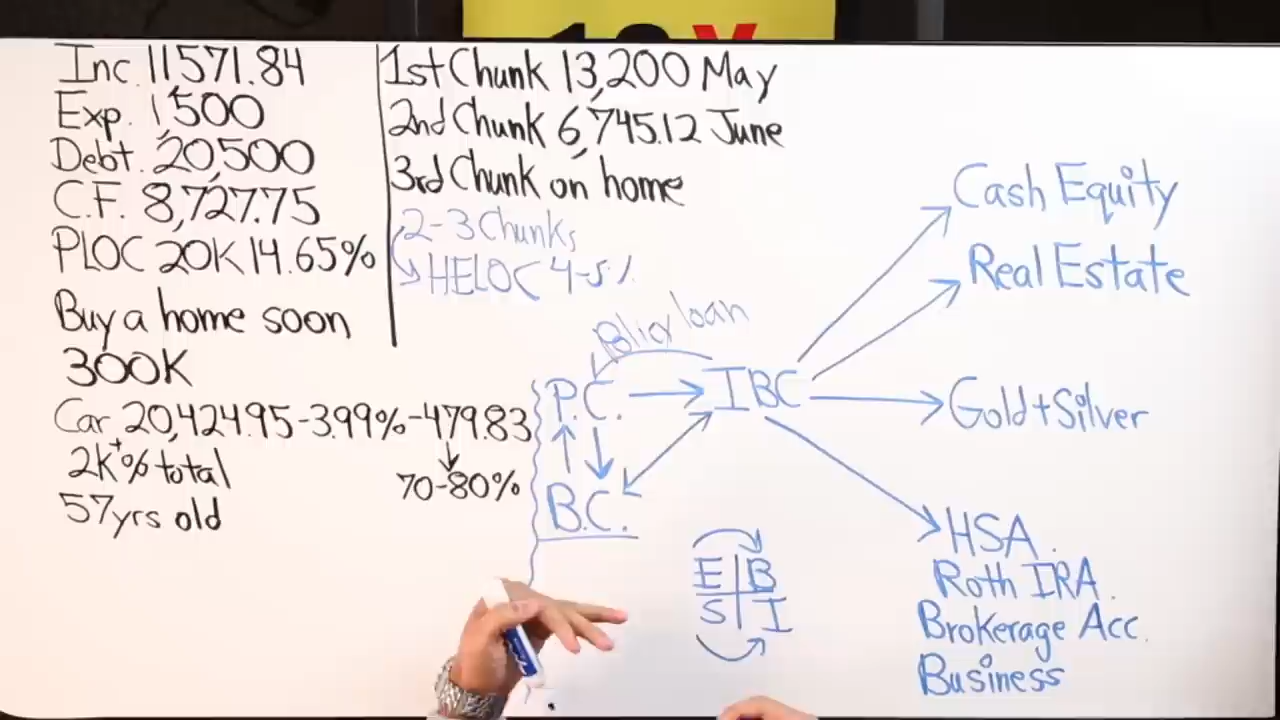 Inc. 11571.84
Exp. 1,500
Debt. 20,500
C.F. 8,727.75
PLOC 20K 14.65%
Buy a home soon
300K
Car 20,424.95-3.99%-479.83
2K+ % total
70-80%
57yrs old
1st Chunk 13,200 May
2nd Chunk 6,745.12 June
3rd Chunk on home
2-3 Chunks
HELOC 4-5%
Policy loan
P.C.
IBC
B.C.
Cash Equity
Real Estate
Gold+Silver
HSA.
Roth IRA.
Brokerage Acc.
Business
E B
S I